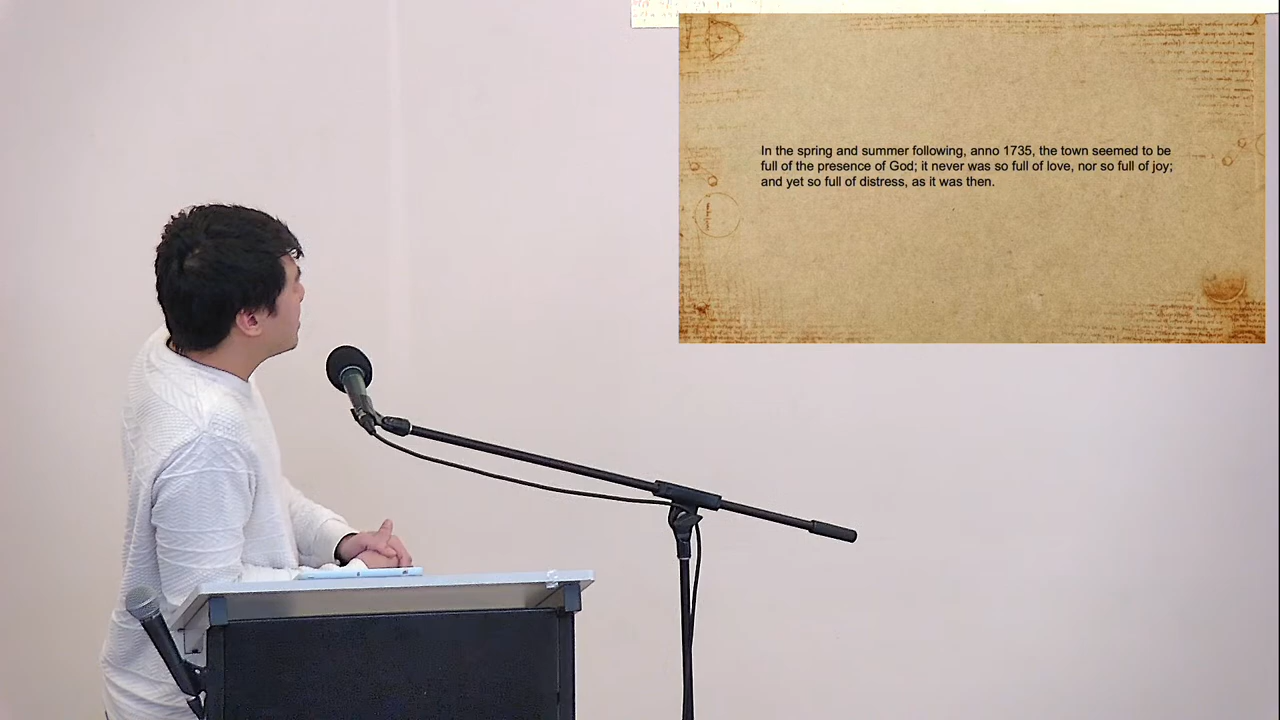 In the spring and summer following, anno 1735, the town seemed to be
full of the presence of God; it never was so full of love, nor so full of joy;
and yet so full of distress, as it was then.